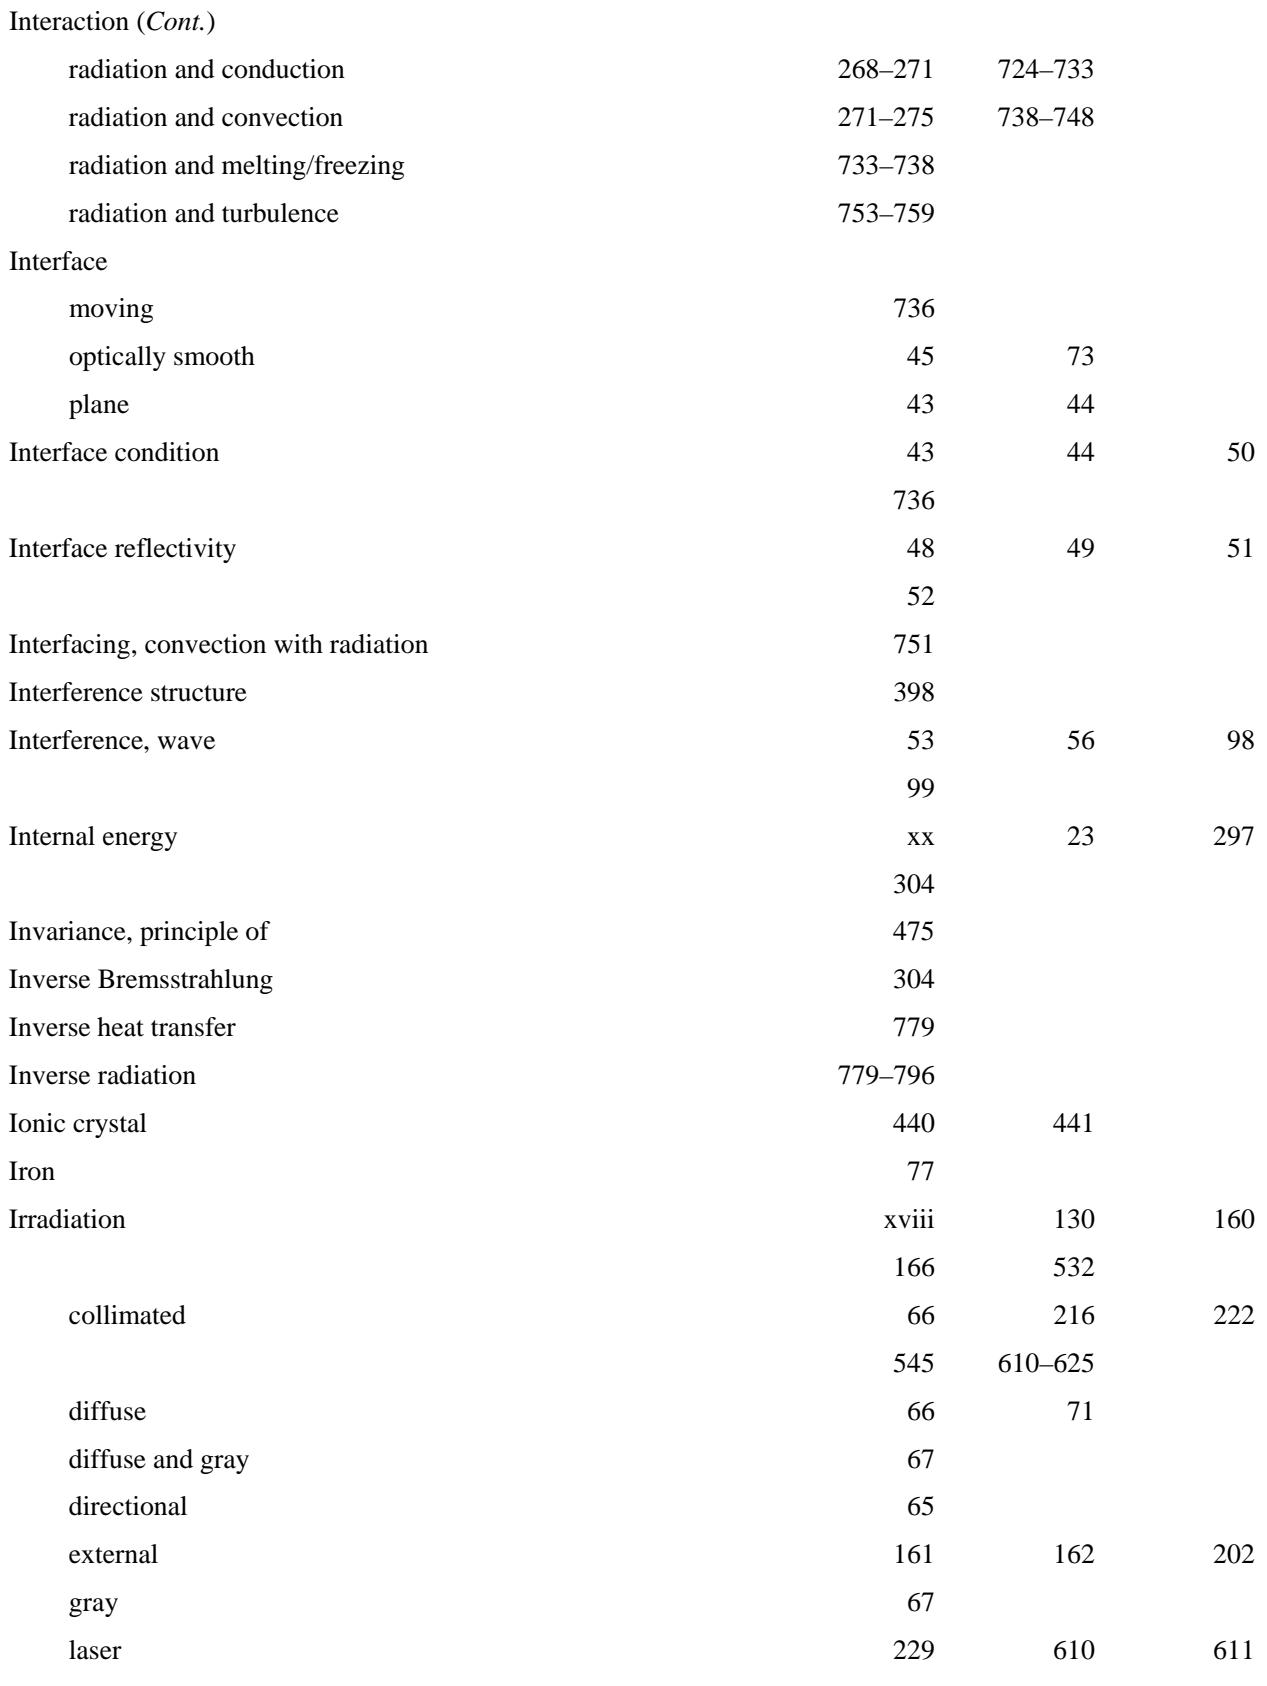 Interaction (Cont.)
radiation and conduction 268–271 724–733
radiation and convection 271–275 738–748
radiation and melting/freezing 733–738
radiation and turbulence 753–759
Interface
moving 736
optically smooth 45 73
plane 43 44
Interface condition 43 44 50
736
Interface reflectivity 48 49 51
52
Interfacing, convection with radiation 751
Interference structure 398
Interference, wave 53 56 98
99
Internal energy xx 23 297
304
Invariance, principle of 475
Inverse Bremsstrahlung 304
Inverse heat transfer 779
Inverse radiation 779–796
Ionic crystal 440 441
Iron 77
Irradiation xviii 130 160
166 532
collimated 66 216 222
545 610–625
diffuse 66 71
diffuse and gray 67
directional 65
external 161 162 202
gray 67
laser 229 610 611